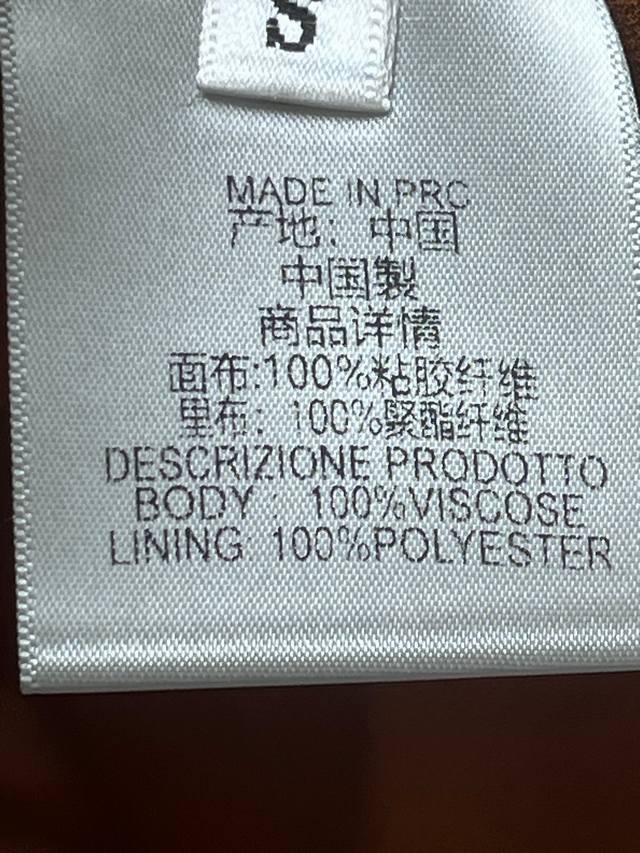 S
MADE IN PRC
产地: 中国
中国製
商品详情
面布:100%粘胶纤维
里布: 100%聚酯纤维
DESCRIZIONE PRODOTTO
BODY : 100%VISCOSE
LINING: 100%POLYESTER